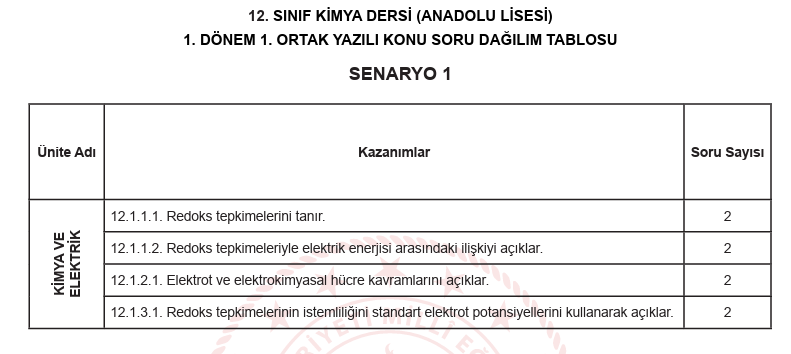 12. SINIF KİMYA DERSİ (ANADOLU LİSESİ)
1. DÖNEM 1. ORTAK YAZILI KONU SORU DAĞILIM TABLOSU
SENARYO 1
Ünite Adı Kazanımlar Soru Sayısı
KİMYA VE
ELEKTRİK
12.1.1.1. Redoks tepkimelerini tanır. 2
12.1.1.2. Redoks tepkimeleriyle elektrik enerjisi arasındaki ilişkiyi açıklar. 2
12.1.2.1. Elektrot ve elektrokimyasal hücre kavramlarını açıklar. 2
12.1.3.1. Redoks tepkimelerinin istemliliğini standart elektrot potansiyellerini kullanarak açıklar. 2